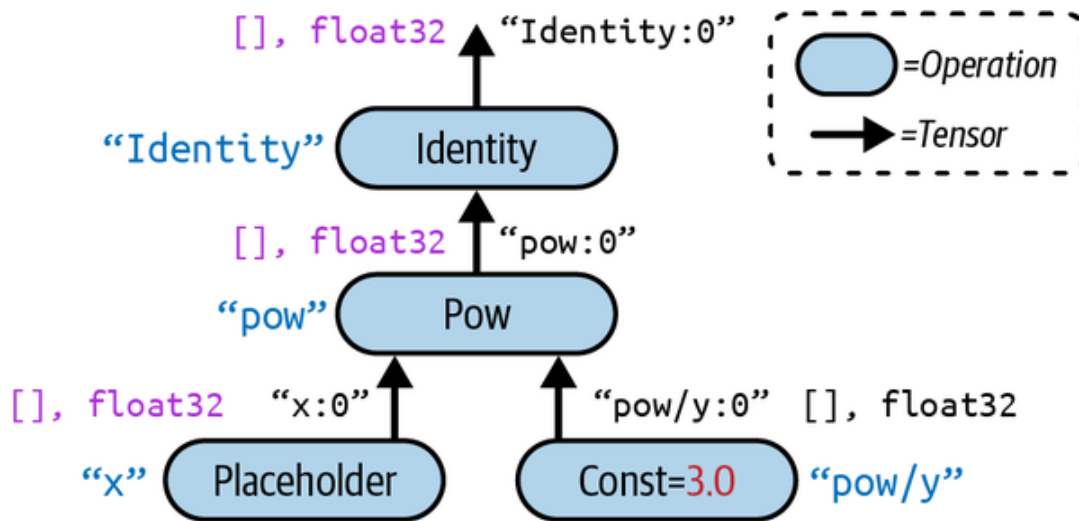 [], float32 “Identity:0”
=Operation
“Identity” Identity
=Tensor
[], float32 “pow:0”
“pow” Pow
[], float32 “x:0” “pow/y:0” [], float32
“x” Placeholder Const=3.0 “pow/y”